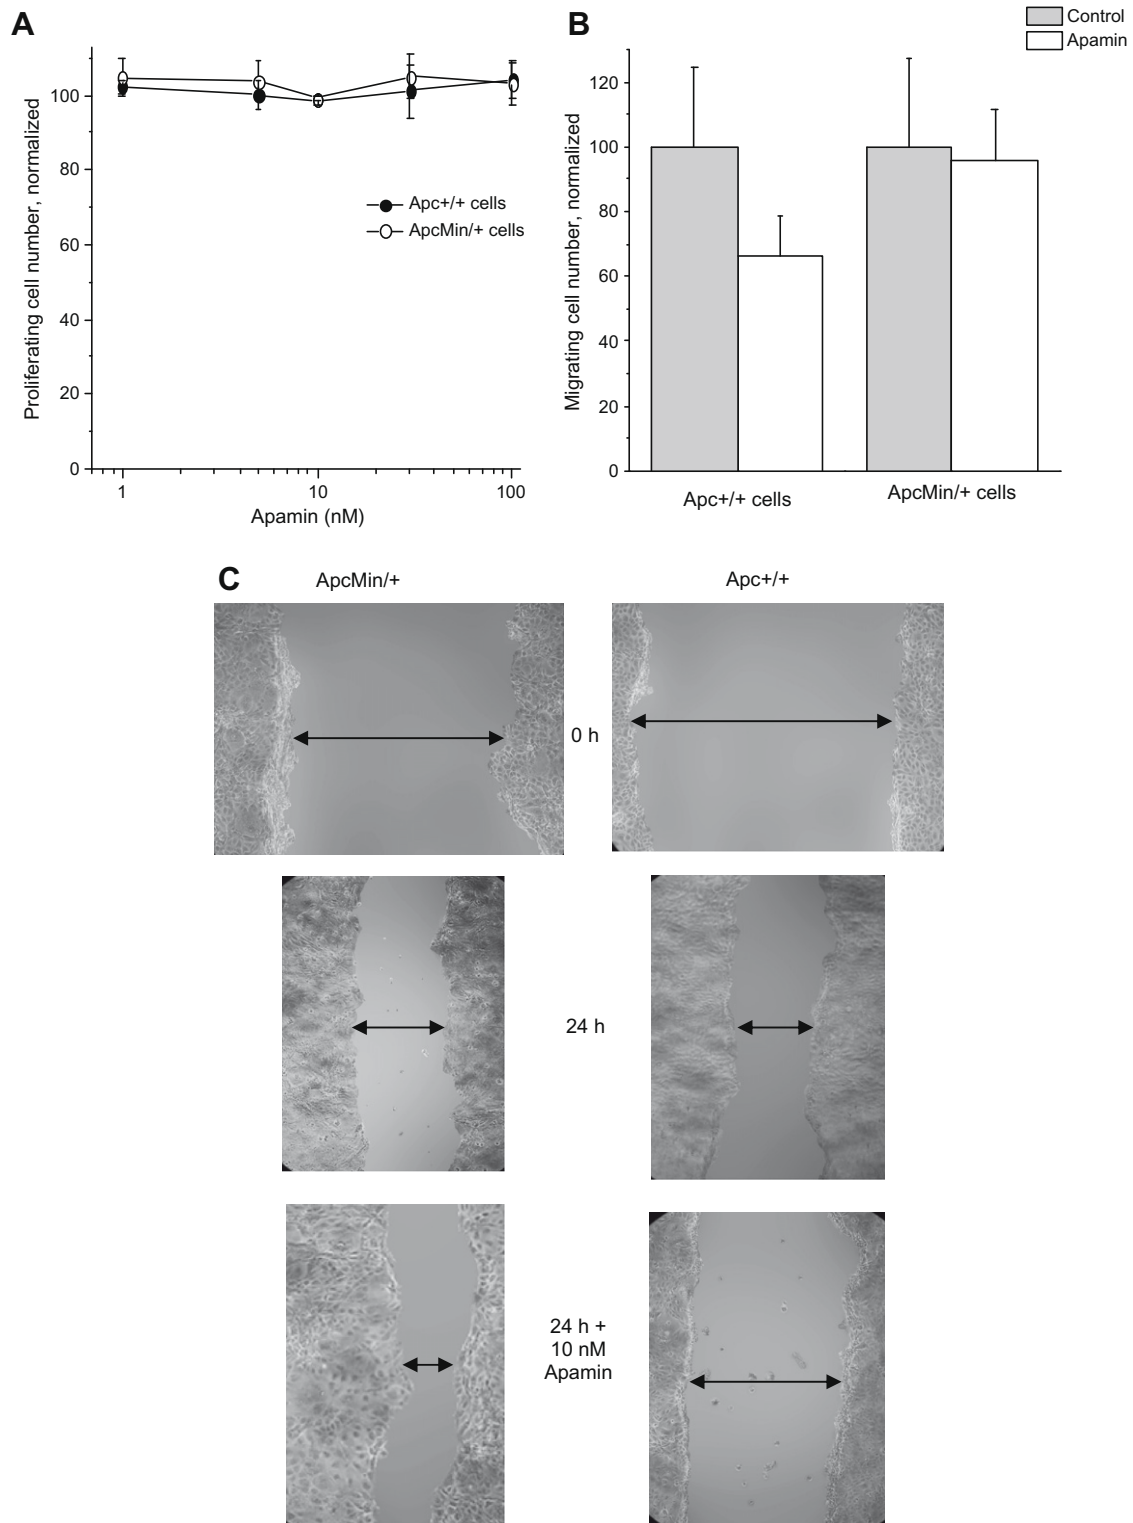 A
Proliferating cell number, normalized
100
80
60
40
20
0
1
10
100
Apamin (nM)
Apc+/+ cells
ApcMin/+ cells
B
Control
Apamin
Migrating cell number, normalized
120
100
80
60
40
20
0
Apc+/+ cells
ApcMin/+ cells
C
ApcMin/+
Apc+/+
0 h
24 h
24 h +
10 nM
Apamin